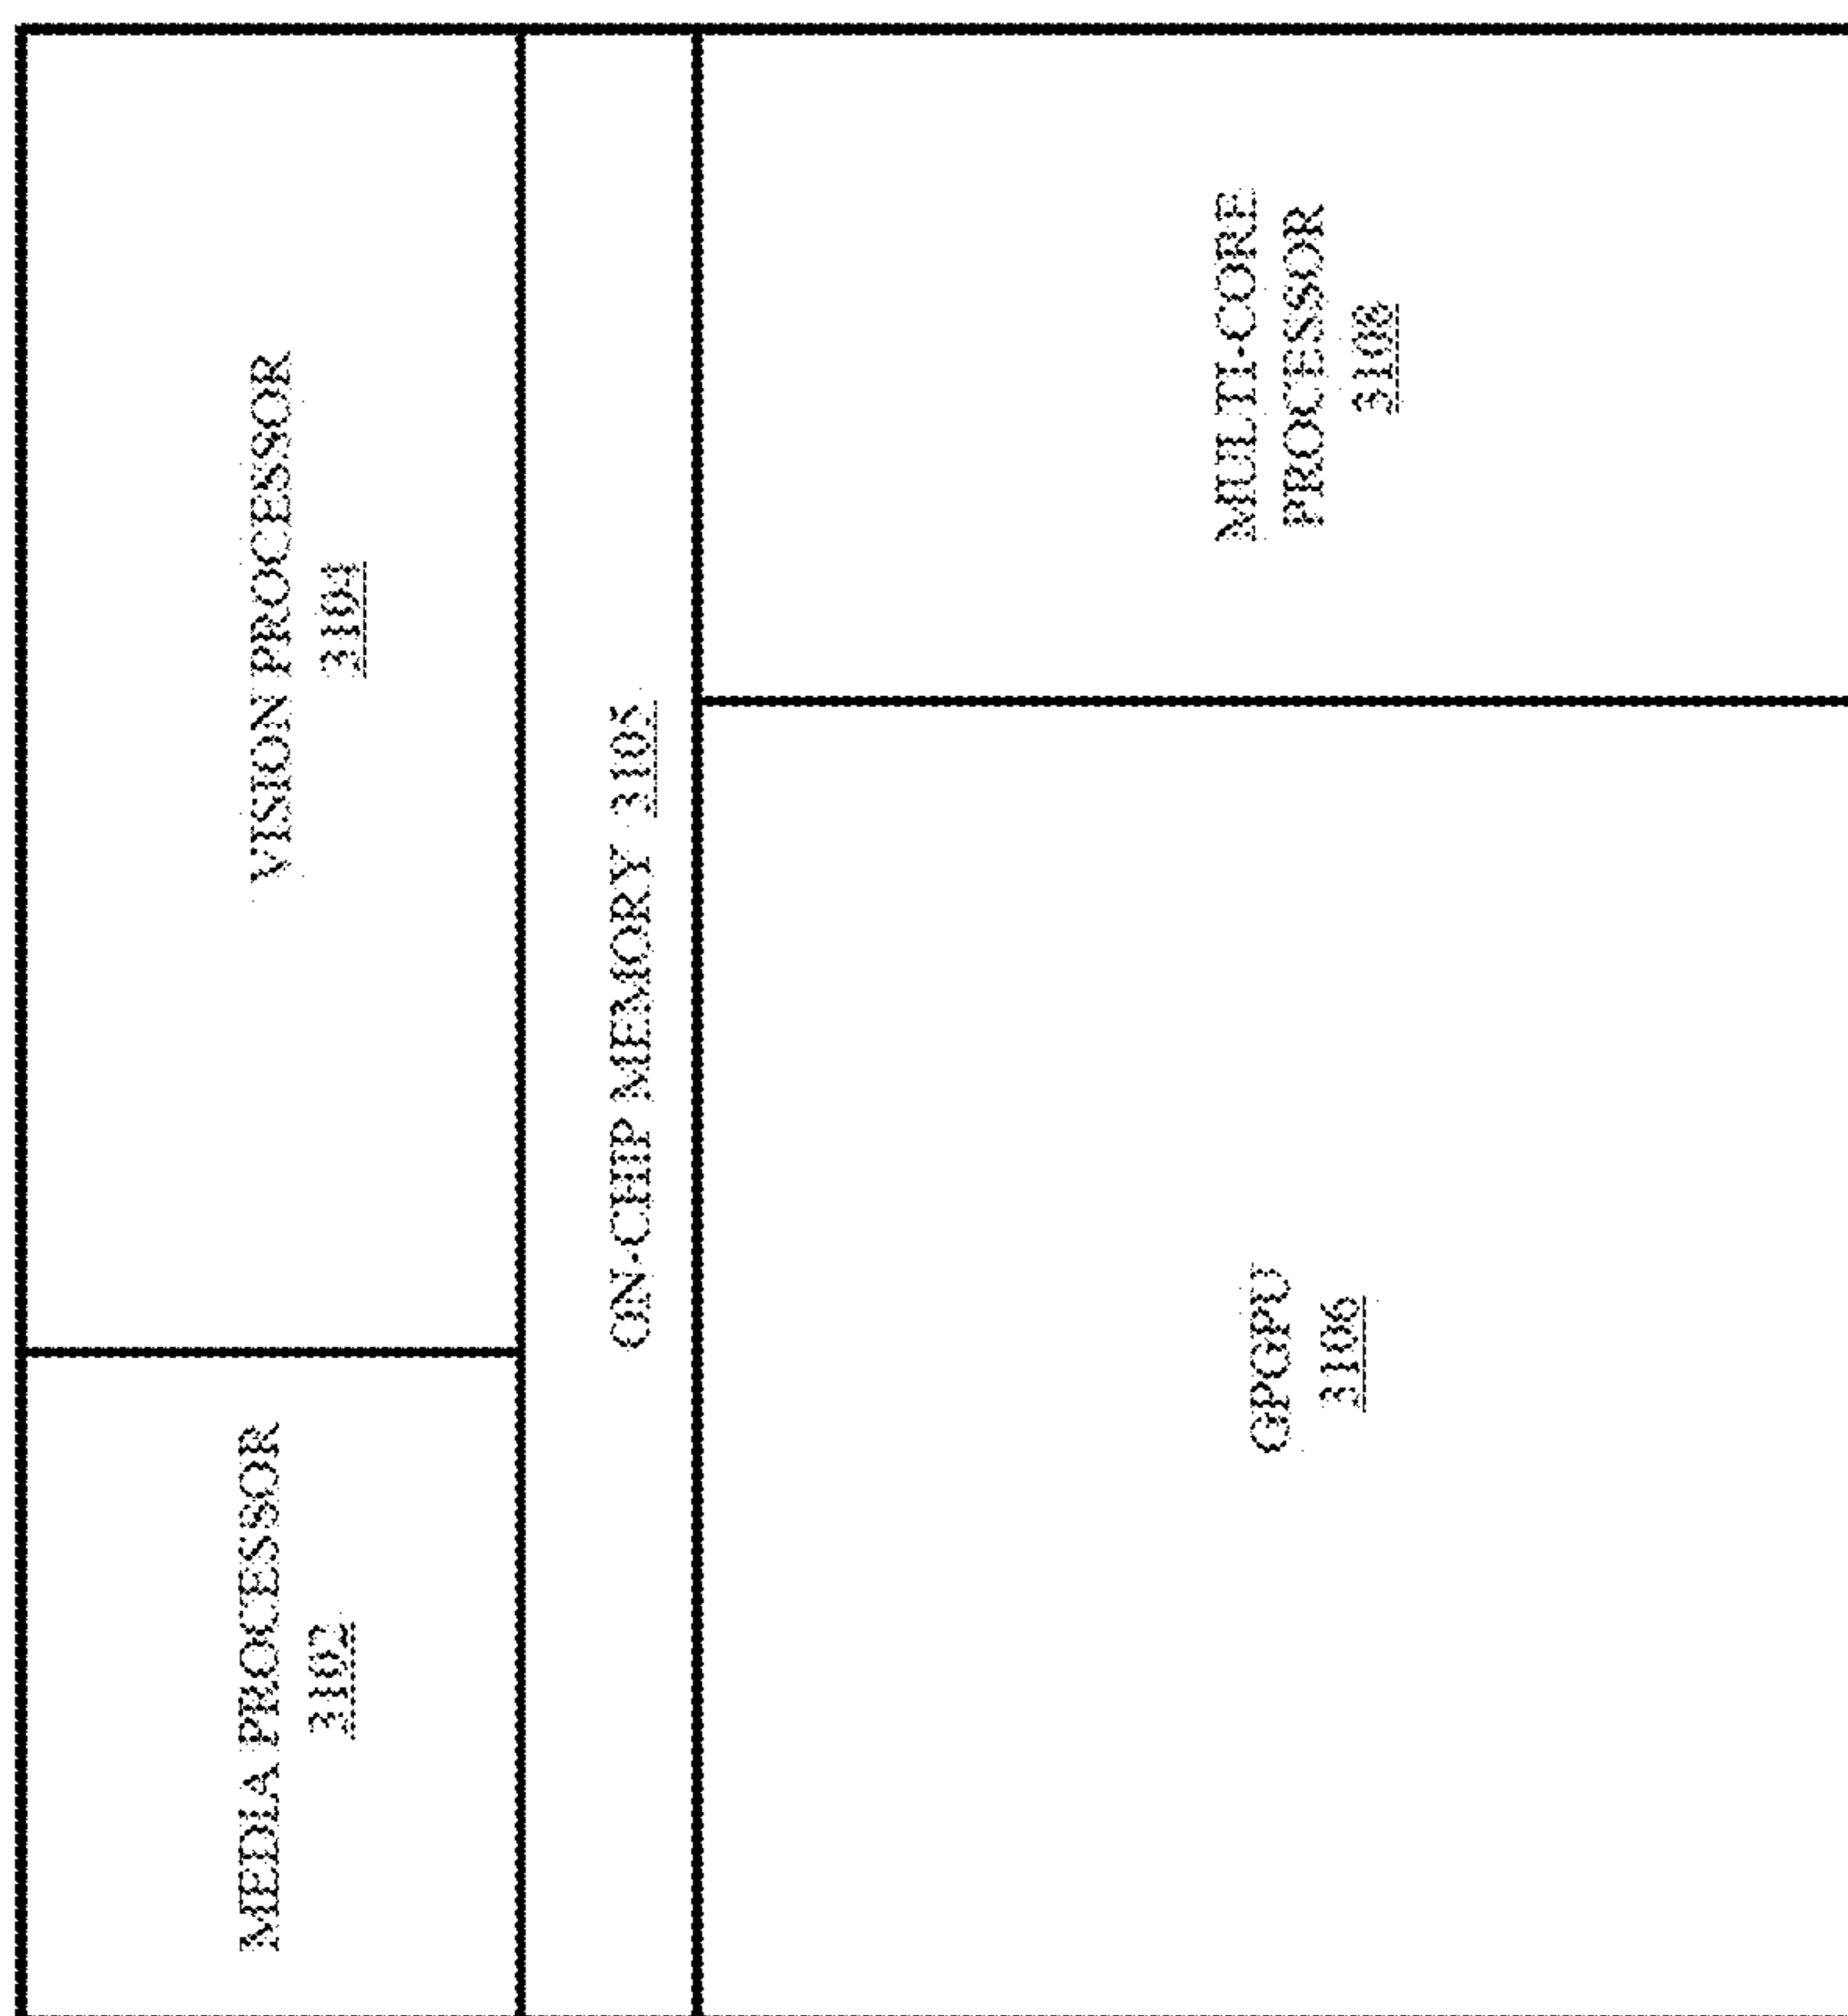 MEDIA PROCESSOR
3102
VISION PROCESSOR
3104
ON-CHIP MEMORY 3105
GPGPU
3106
MULTI-CORE
PROCESSOR
3108